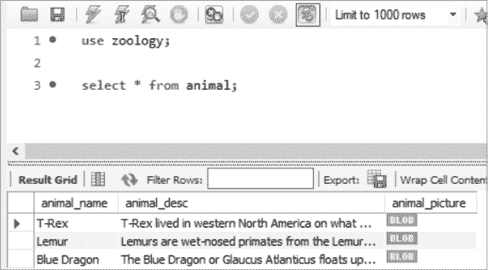 Limit to 1000 rows
1 use zoology;
2
3 select * from animal;
Result Grid Filter Rows: Export: Wrap Cell Conten
animal_name animal_desc animal_picture
T-Rex T-Rex lived in western North America on what ... BLOB
Lemur Lemurs are wet-nosed primates from the Lemur... BLOB
Blue Dragon The Blue Dragon or Glaucus Atlanticus floats up... BLOB